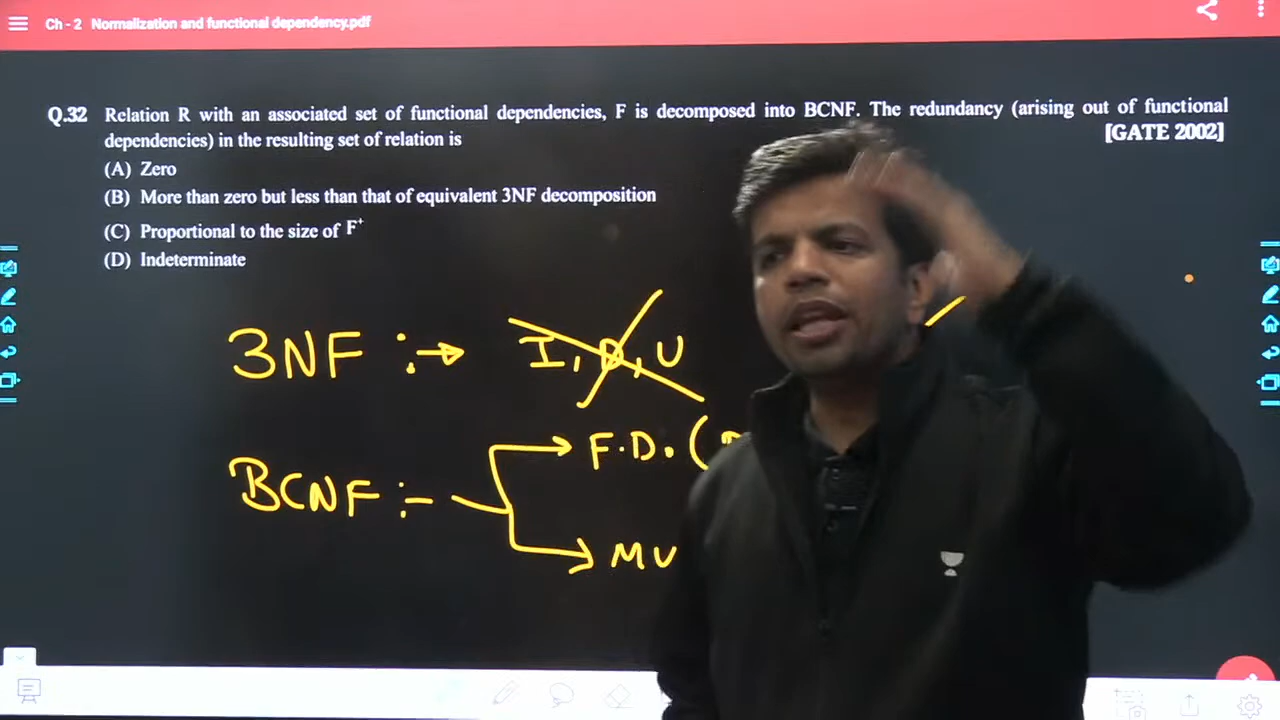 Ch - 2 Normalization and functional dependency.pdf
Q.32 Relation R with an associated set of functional dependencies, F is decomposed into BCNF. The redundancy (arising out of functional
dependencies) in the resulting set of relation is [GATE 2002]
(A) Zero
(B) More than zero but less than that of equivalent 3NF decomposition
(C) Proportional to the size of F⁺
(D) Indeterminate
3NF :→ I, D, U
BCNF :- → F.D. (
→ MV